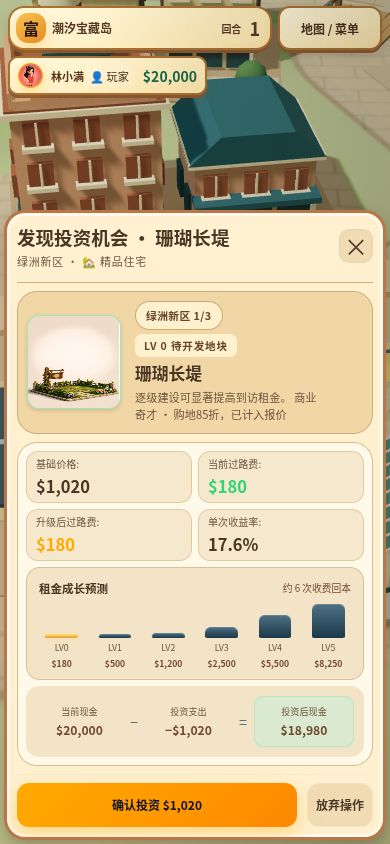 富 潮汐宝藏岛 回合 1 地图 / 菜单
林小满 👤 玩家 $20,000
发现投资机会 · 珊瑚长堤
绿洲新区 · 🏡 精品住宅
绿洲新区 1/3
LV 0 待开发地块
珊瑚长堤
逐级建设可显著提高到访租金。 商业
奇才 · 购地85折，已计入报价
基础价格: 当前过路费:
$1,020 $180
升级后过路费: 单次收益率:
$180 17.6%
租金成长预测 约 6 次收费回本
LV0 LV1 LV2 LV3 LV4 LV5
$180 $500 $1,200 $2,500 $5,500 $8,250
当前现金 投资支出 投资后现金
$20,000 − −$1,020 = $18,980
确认投资 $1,020 放弃操作